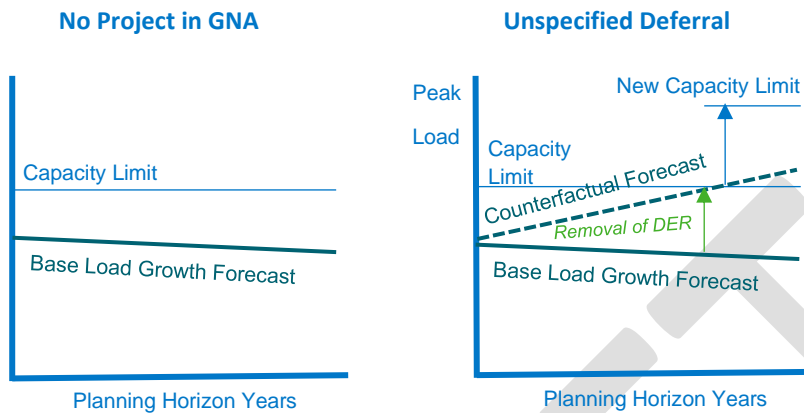 No Project in GNA
Capacity Limit
Base Load Growth Forecast
Planning Horizon Years
Unspecified Deferral
Peak
Load
New Capacity Limit
Capacity
Limit
Counterfactual Forecast
Removal of DER
Base Load Growth Forecast
Planning Horizon Years